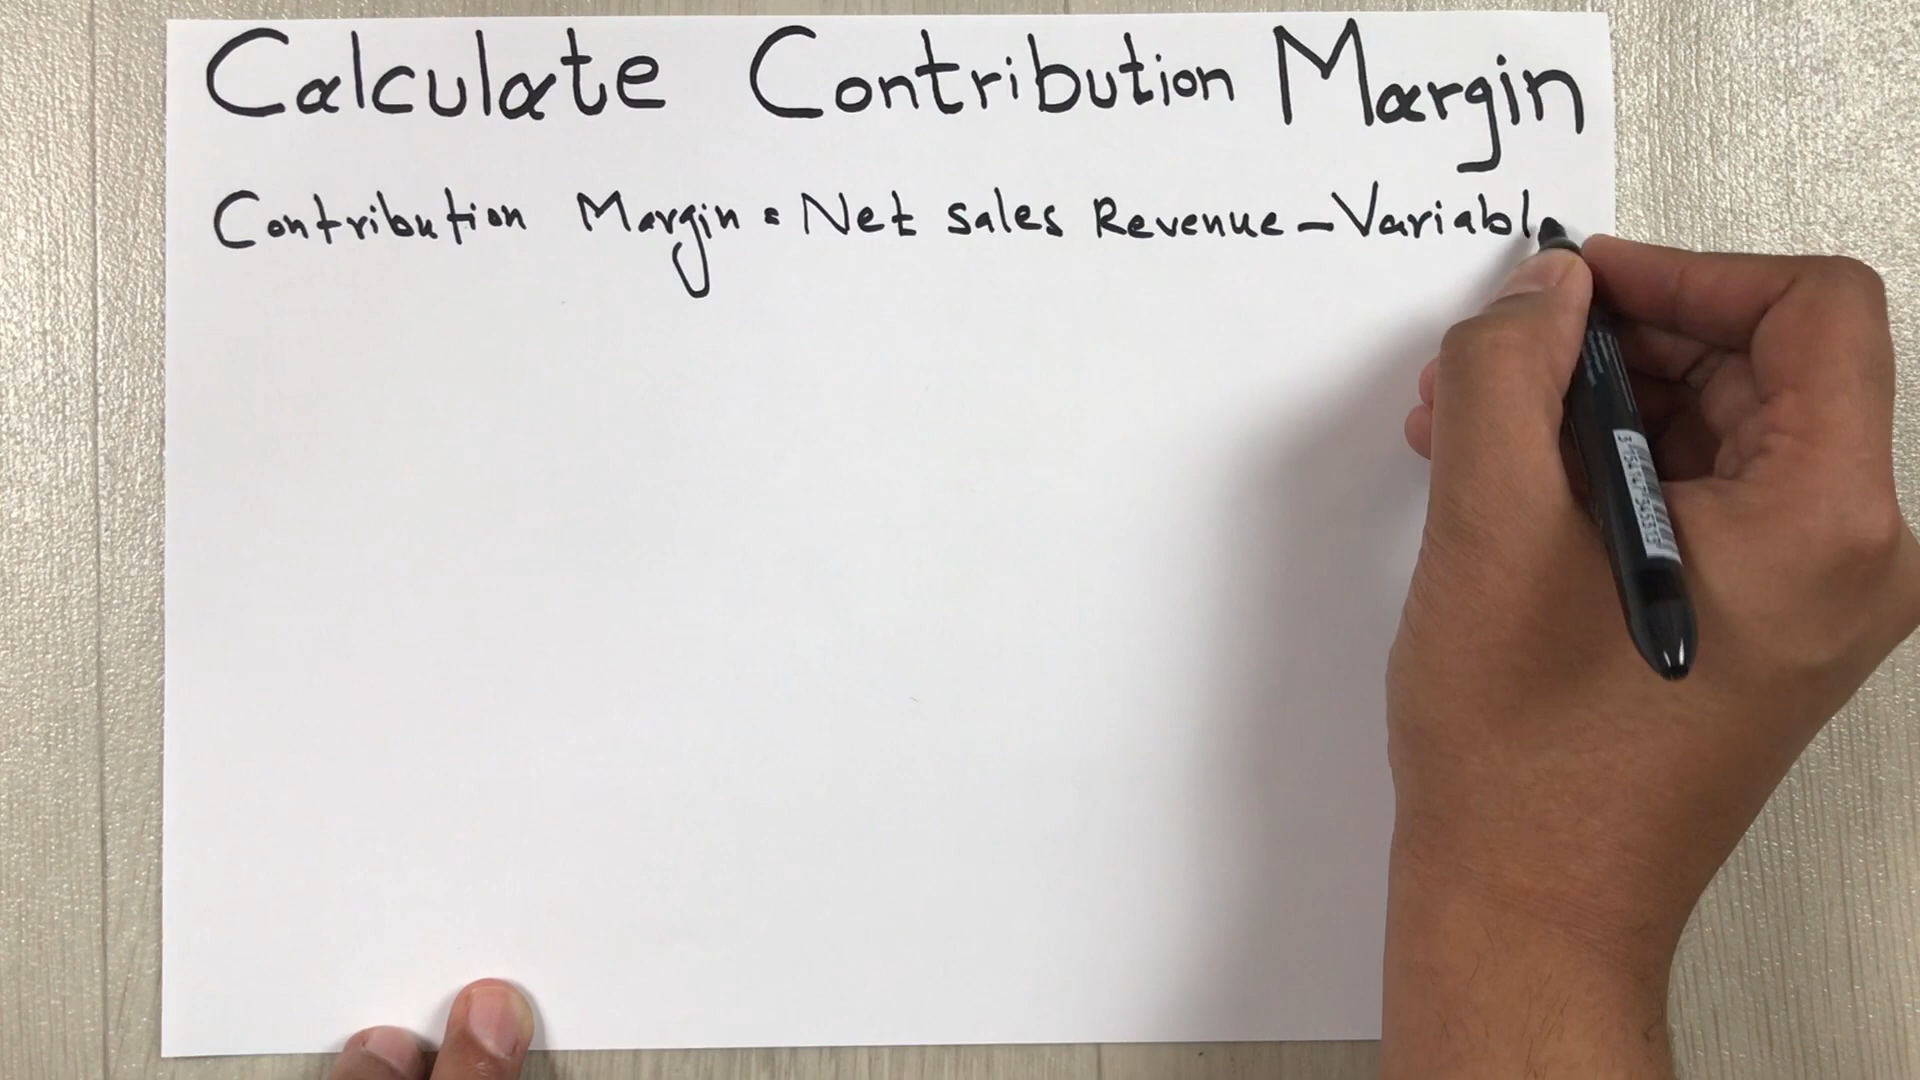 Calculate Contribution Margin
Contribution Margin = Net Sales Revenue - Variabl